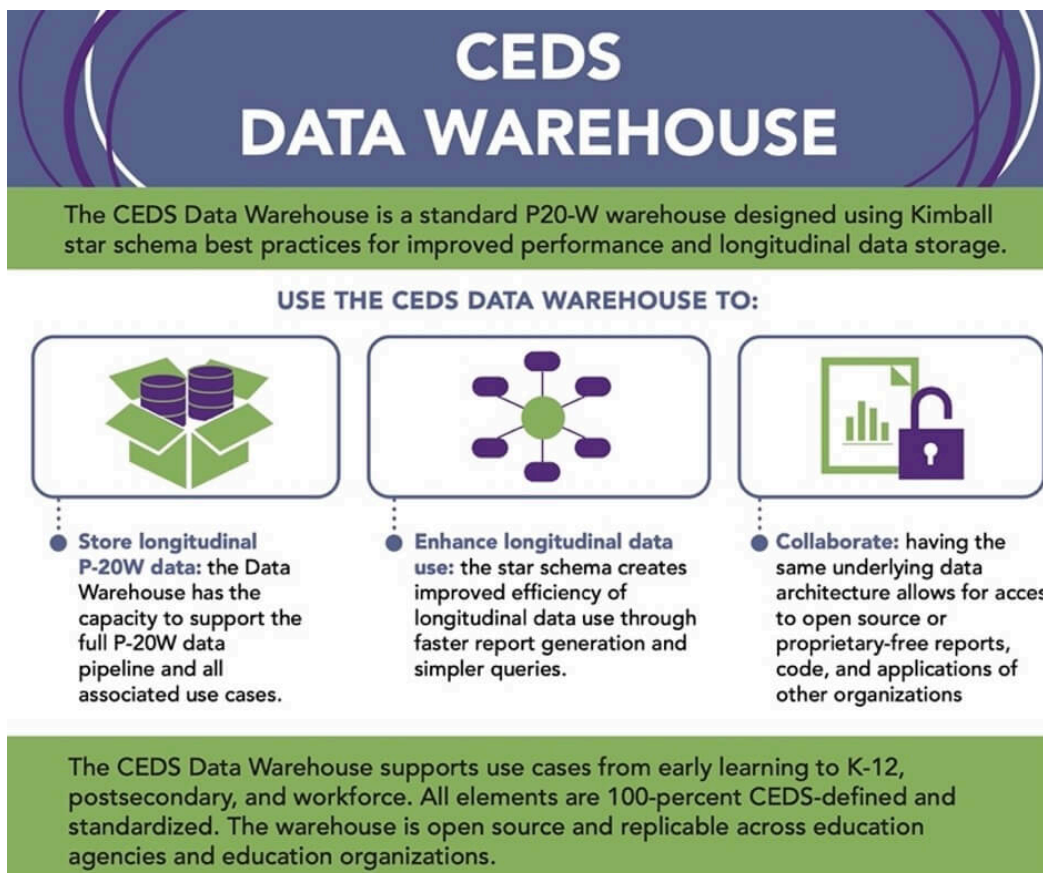 CEDS
DATA WAREHOUSE
The CEDS Data Warehouse is a standard P20-W warehouse designed using Kimball
star schema best practices for improved performance and longitudinal data storage.
USE THE CEDS DATA WAREHOUSE TO:
Store longitudinal
P-20W data: the Data
Warehouse has the
capacity to support the
full P-20W data
pipeline and all
associated use cases.
Enhance longitudinal data
use: the star schema creates
improved efficiency of
longitudinal data use through
faster report generation and
simpler queries.
Collaborate: having the
same underlying data
architecture allows for acces
to open source or
proprietary-free reports,
code, and applications of
other organizations
The CEDS Data Warehouse supports use cases from early learning to K-12,
postsecondary, and workforce. All elements are 100-percent CEDS-defined and
standardized. The warehouse is open source and replicable across education
agencies and education organizations.